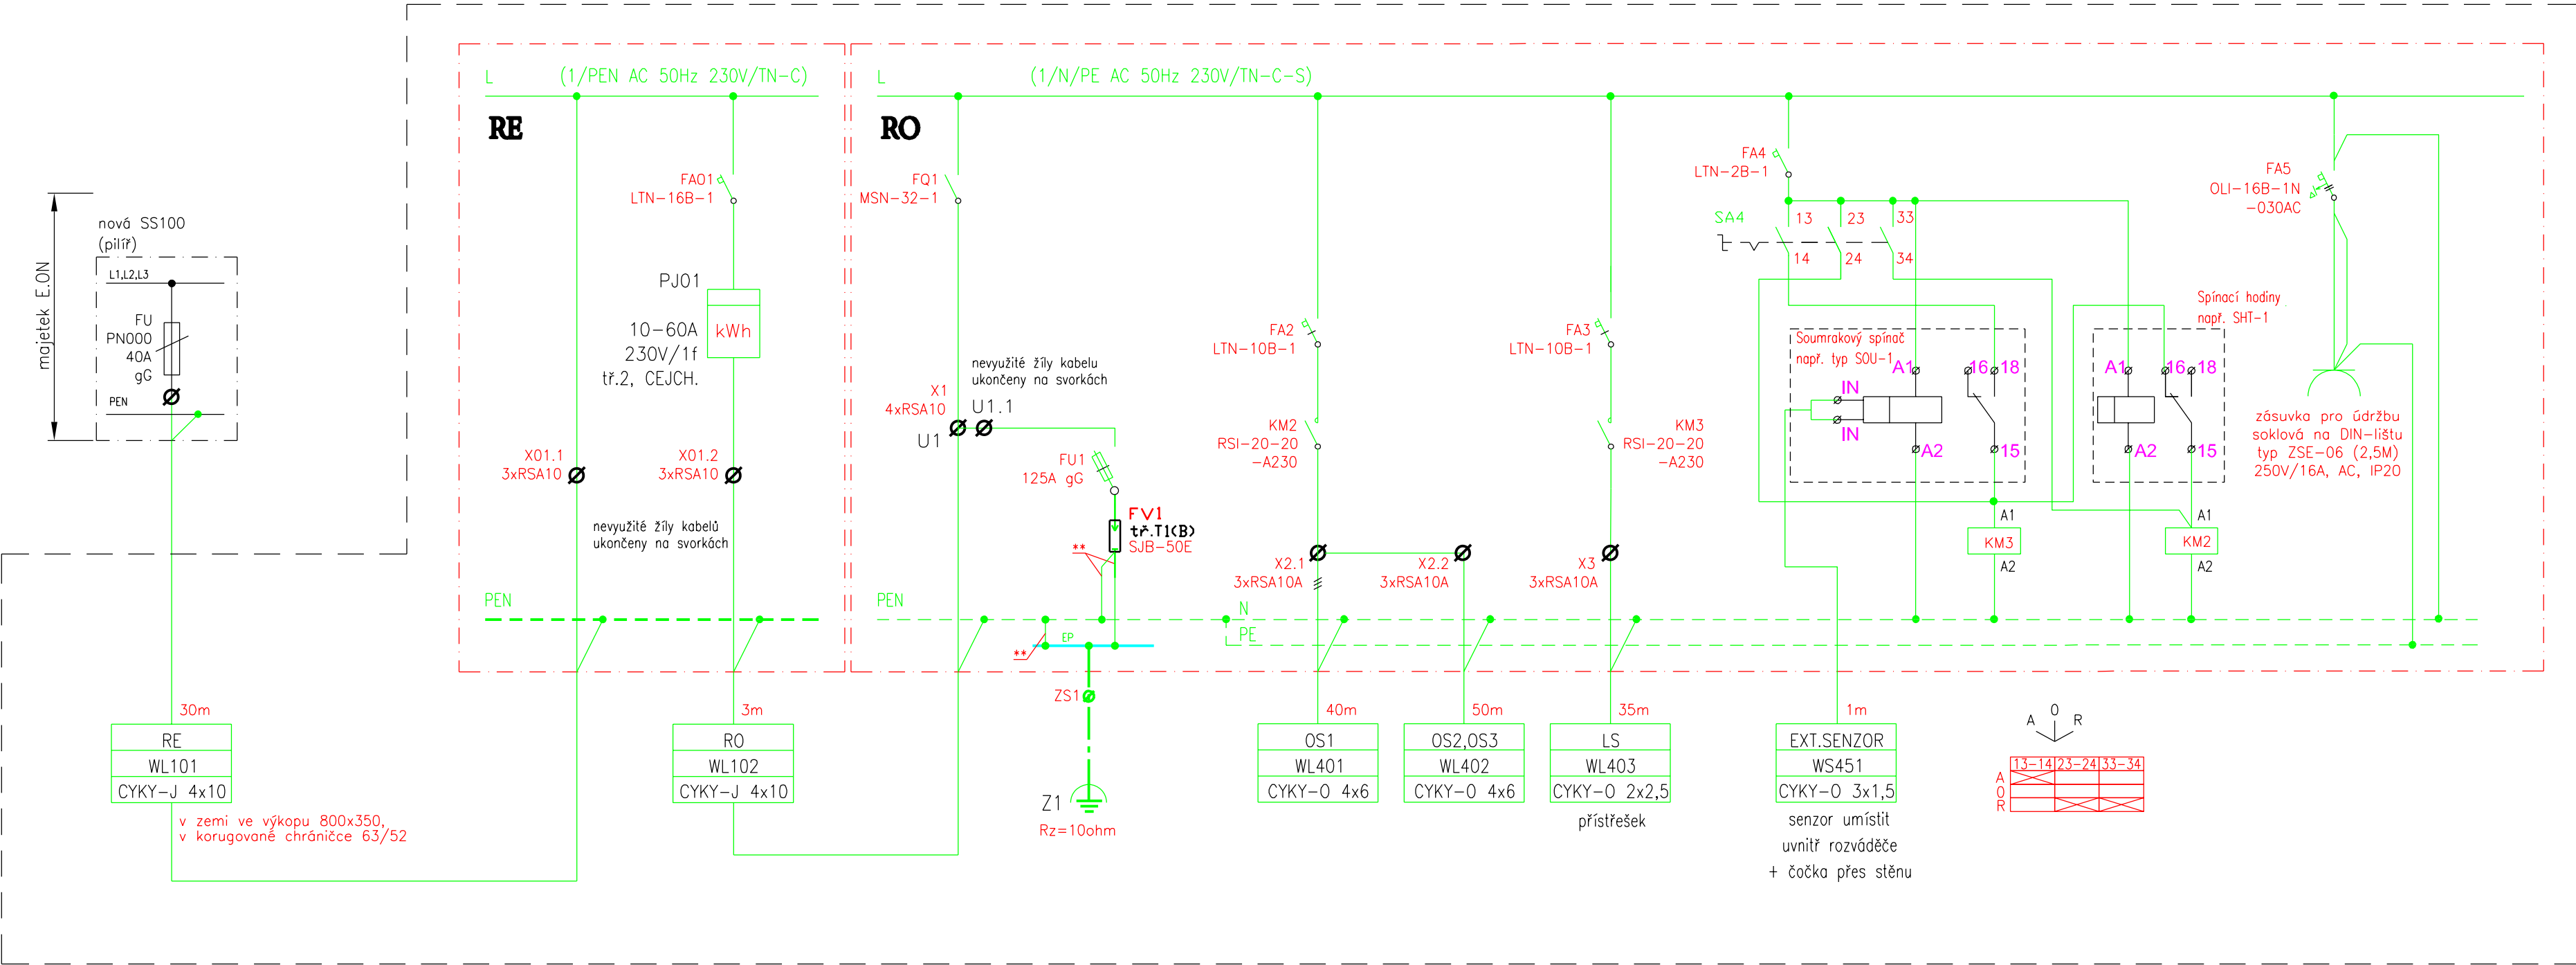 majetek E.ON
nová SS100
(pilíř)
L1,L2,L3
FU
PN000
40A
gG
PEN
30m
RE
WL101
CYKY-J 4x10
v zemi ve výkopu 800x350,
v korugované chráničce 63/52
L
(1/PEN AC 50Hz 230V/TN-C)
RE
FA01
LTN-16B-1
PJ01
10-60A
230V/1f
tř.2, CEJCH.
kWh
X01.1
3xRSA10
X01.2
3xRSA10
nevyužité žíly kabelů
ukončeny na svorkách
PEN
3m
RO
WL102
CYKY-J 4x10
L
(1/N/PE AC 50Hz 230V/TN-C-S)
RO
FQ1
MSN-32-1
nevyužité žíly kabelu
ukončeny na svorkách
X1
4xRSA10
U1.1
U1
FU1
125A gG
FV1
tř.T1(B)
SJB-50E
**
PEN
EP
**
ZS1
Z1
Rz=10ohm
N
PE
FA2
LTN-10B-1
KM2
RSI-20-20
-A230
X2.1
3xRSA10A
X2.2
3xRSA10A
40m
OS1
WL401
CYKY-O 4x6
50m
OS2,OS3
WL402
CYKY-O 4x6
FA3
LTN-10B-1
KM3
RSI-20-20
-A230
X3
3xRSA10A
35m
LS
WL403
CYKY-O 2x2,5
přístřešek
FA4
LTN-2B-1
SA4
13
23
33
14
24
34
Soumrakový spínač
např. typ SOU-1
A1
16
18
IN
IN
A2
15
A1
KM3
A2
Spínací hodiny
např. SHT-1
A1
16
18
A2
15
A1
KM2
A2
1m
EXT.SENZOR
WS451
CYKY-O 3x1,5
senzor umístit
uvnitř rozváděče
+ čočka přes stěnu
FA5
OLI-16B-1N
-030AC
zásuvka pro údržbu
soklová na DIN-lištu
typ ZSE-06 (2,5M)
250V/16A, AC, IP20
A 0 R
13-14 23-24 33-34
A
0
R